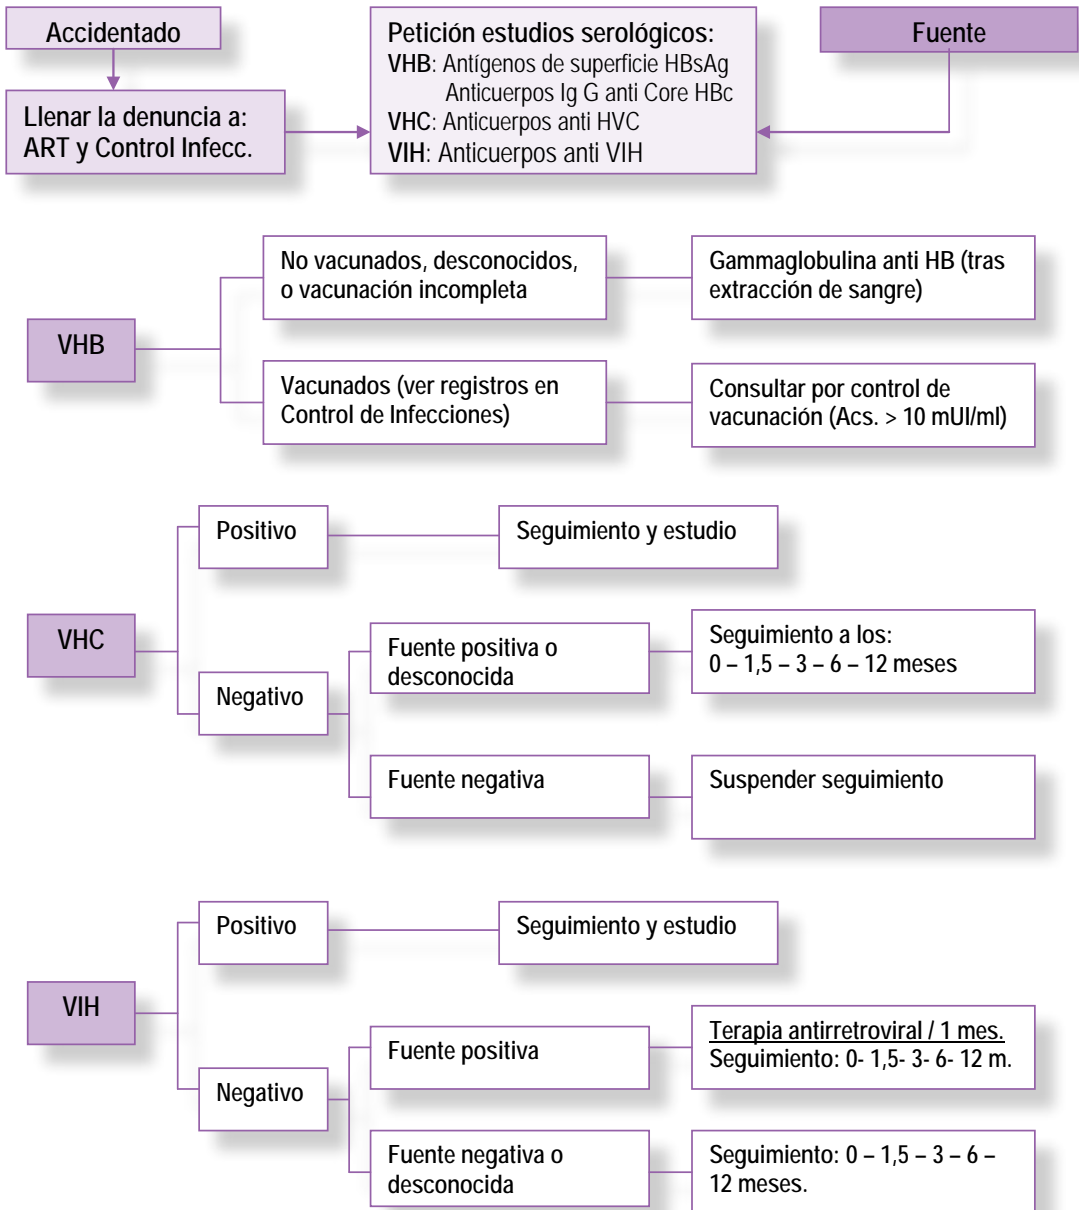 Accidentado
Llenar la denuncia a:
ART y Control Infecc.
Petición estudios serológicos:
VHB: Antígenos de superficie HBsAg
Anticuerpos Ig G anti Core HBc
VHC: Anticuerpos anti HVC
VIH: Anticuerpos anti VIH
Fuente
VHB
No vacunados, desconocidos,
o vacunación incompleta
Gammaglobulina anti HB (tras
extracción de sangre)
Vacunados (ver registros en
Control de Infecciones)
Consultar por control de
vacunación (Acs. > 10 mUI/ml)
VHC
Positivo
Seguimiento y estudio
Negativo
Fuente positiva o
desconocida
Seguimiento a los:
0 – 1,5 – 3 – 6 – 12 meses
Fuente negativa
Suspender seguimiento
VIH
Positivo
Seguimiento y estudio
Negativo
Fuente positiva
Terapia antirretroviral / 1 mes.
Seguimiento: 0- 1,5- 3- 6- 12 m.
Fuente negativa o
desconocida
Seguimiento: 0 – 1,5 – 3 – 6 –
12 meses.